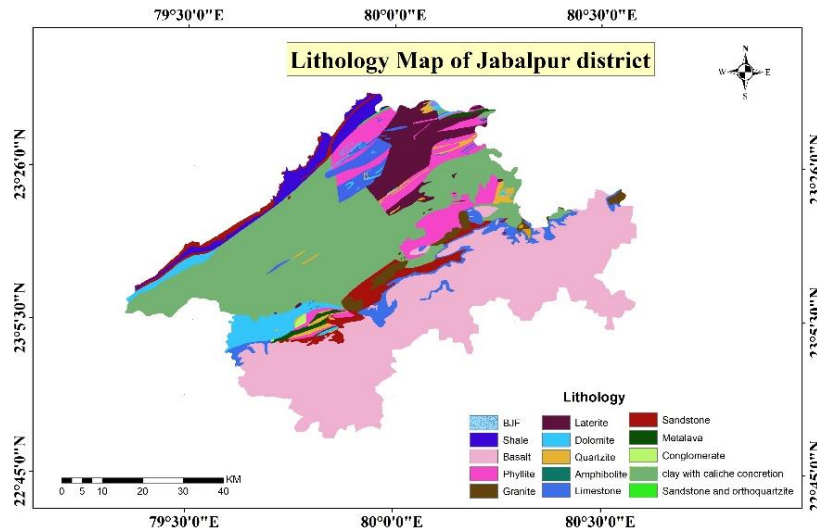 79°30'0"E 80°0'0"E 80°30'0"E
Lithology Map of Jabalpur district
N
W E
S
23°26'0"N 23°26'0"N
23°5'30"N 23°5'30"N
Lithology
BJF Laterite Sandstone
Shale Dolomite Metalava
Basalt Quartzite Conglomerate
Phyllite Amphibolite clay with caliche concretion
Granite Limestone Sandstone and orthoquartzite
22°45'0"N 22°45'0"N
KM
0 5 10 20 30 40
79°30'0"E 80°0'0"E 80°30'0"E